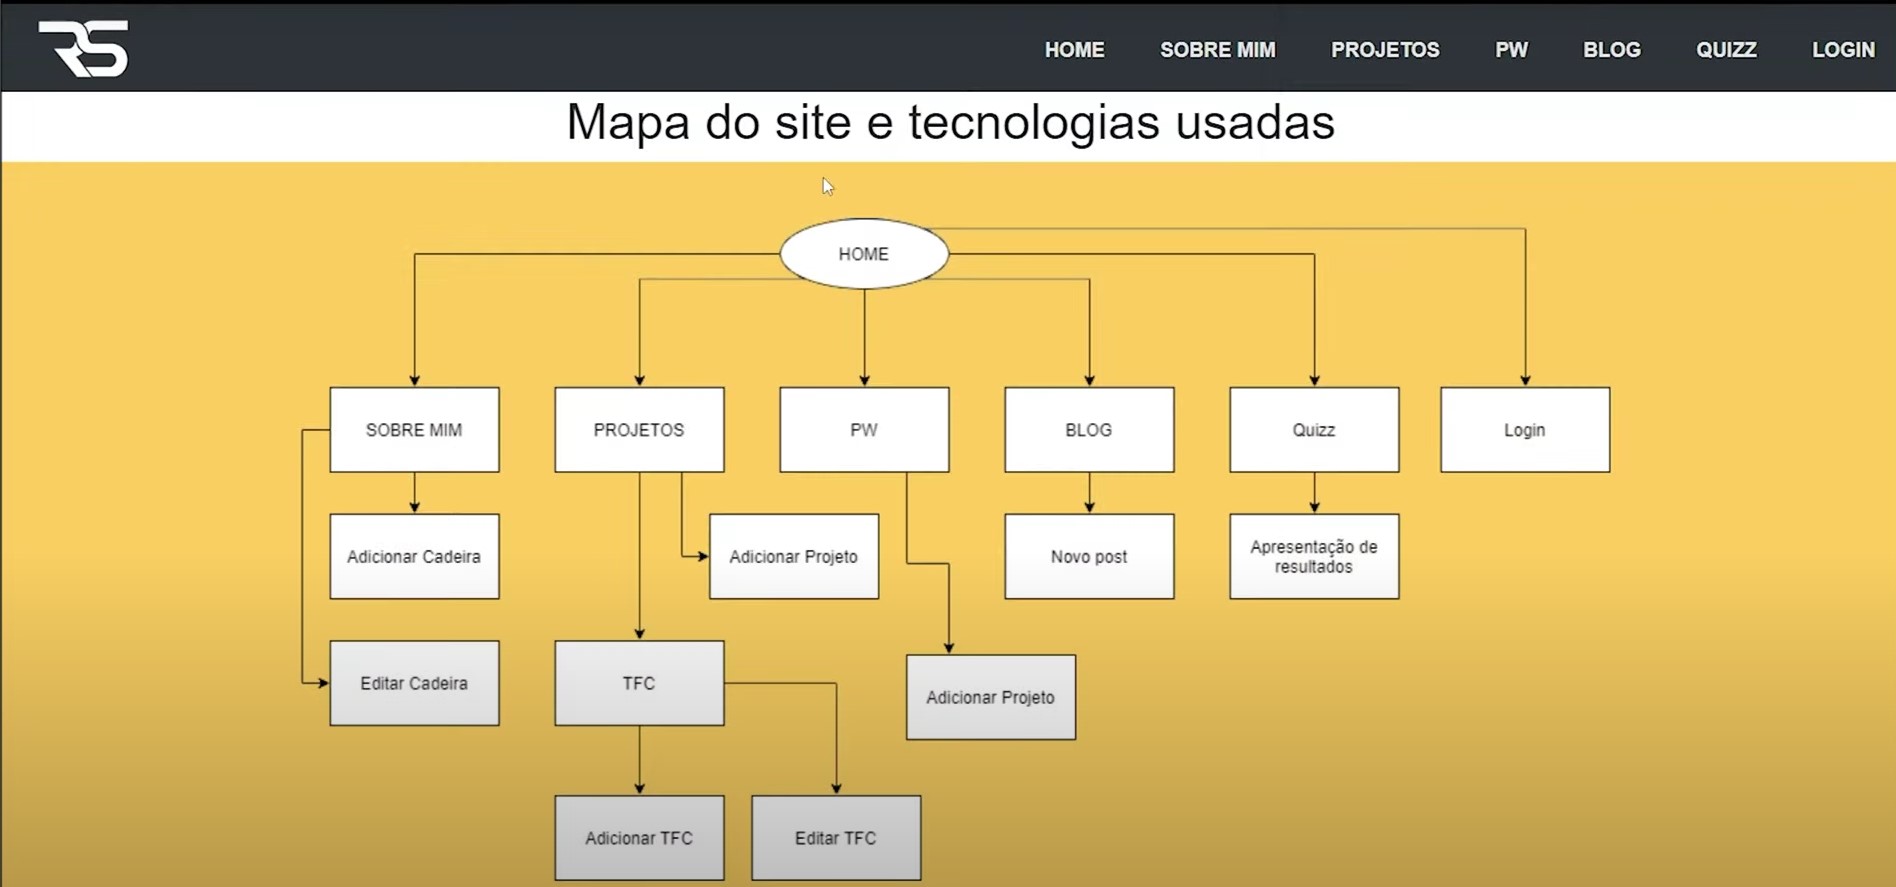 RS
HOME SOBRE MIM PROJETOS PW BLOG QUIZZ LOGIN
Mapa do site e tecnologias usadas
HOME
SOBRE MIM
PROJETOS
PW
BLOG
Quizz
Login
Adicionar Cadeira
Adicionar Projeto
Novo post
Apresentação de
resultados
Editar Cadeira
TFC
Adicionar Projeto
Adicionar TFC
Editar TFC